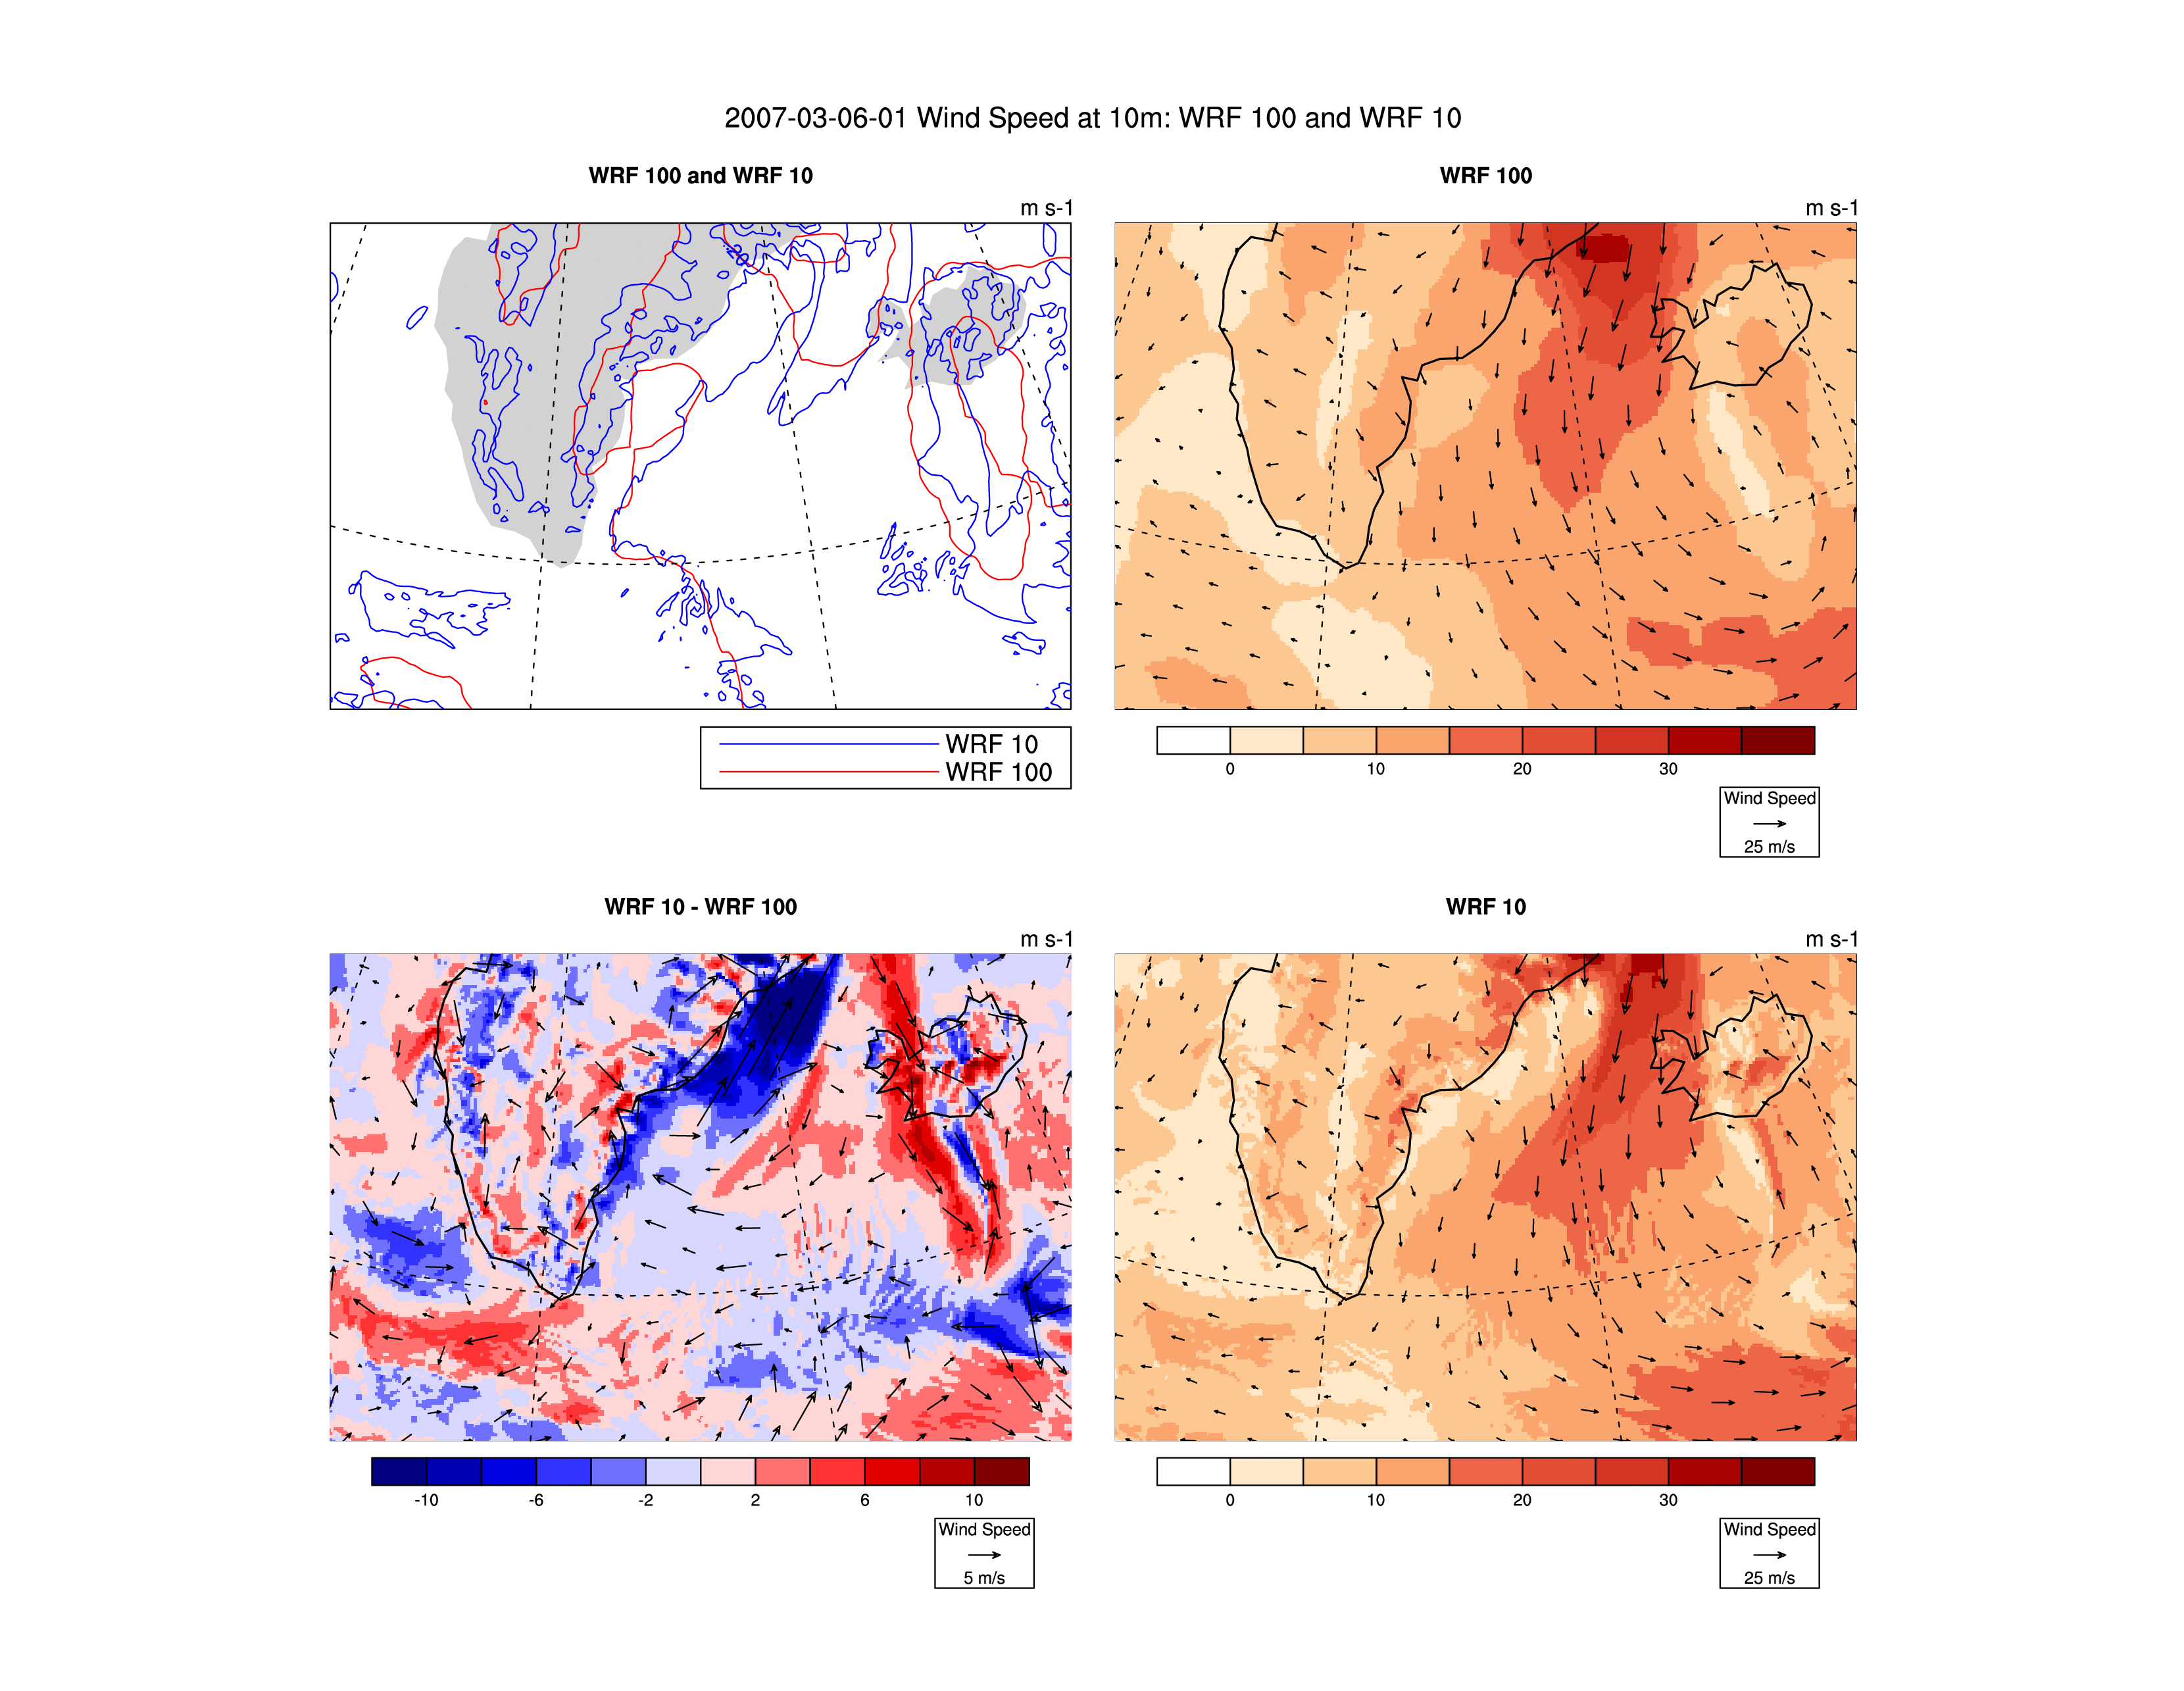 2007-03-06-01 Wind Speed at 10m: WRF 100 and WRF 10
WRF 100 and WRF 10
m s-1
20
WRF 10
WRF 100
WRF 100
m s-1
0 10 20 30
Wind Speed
25 m/s
WRF 10 - WRF 100
m s-1
-10 -6 -2 2 6 10
Wind Speed
5 m/s
WRF 10
m s-1
0 10 20 30
Wind Speed
25 m/s